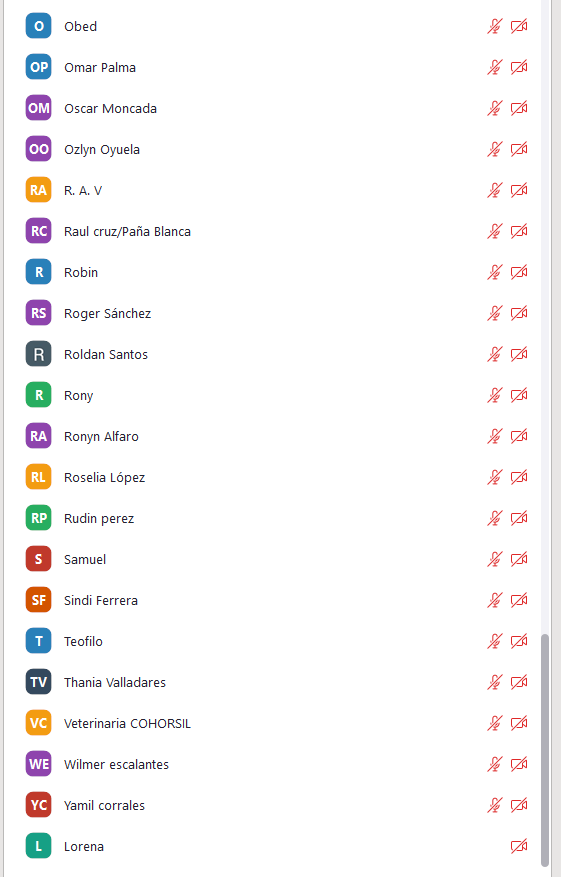 O Obed
OP Omar Palma
OM Oscar Moncada
OO Ozlyn Oyuela
RA R. A. V
RC Raul cruz/Paña Blanca
R Robin
RS Roger Sánchez
R Roldan Santos
R Rony
RA Ronyn Alfaro
RL Roselia López
RP Rudin perez
S Samuel
SF Sindi Ferrera
T Teofilo
TV Thania Valladares
VC Veterinaria COHORSIL
WE Wilmer escalantes
YC Yamil corrales
L Lorena